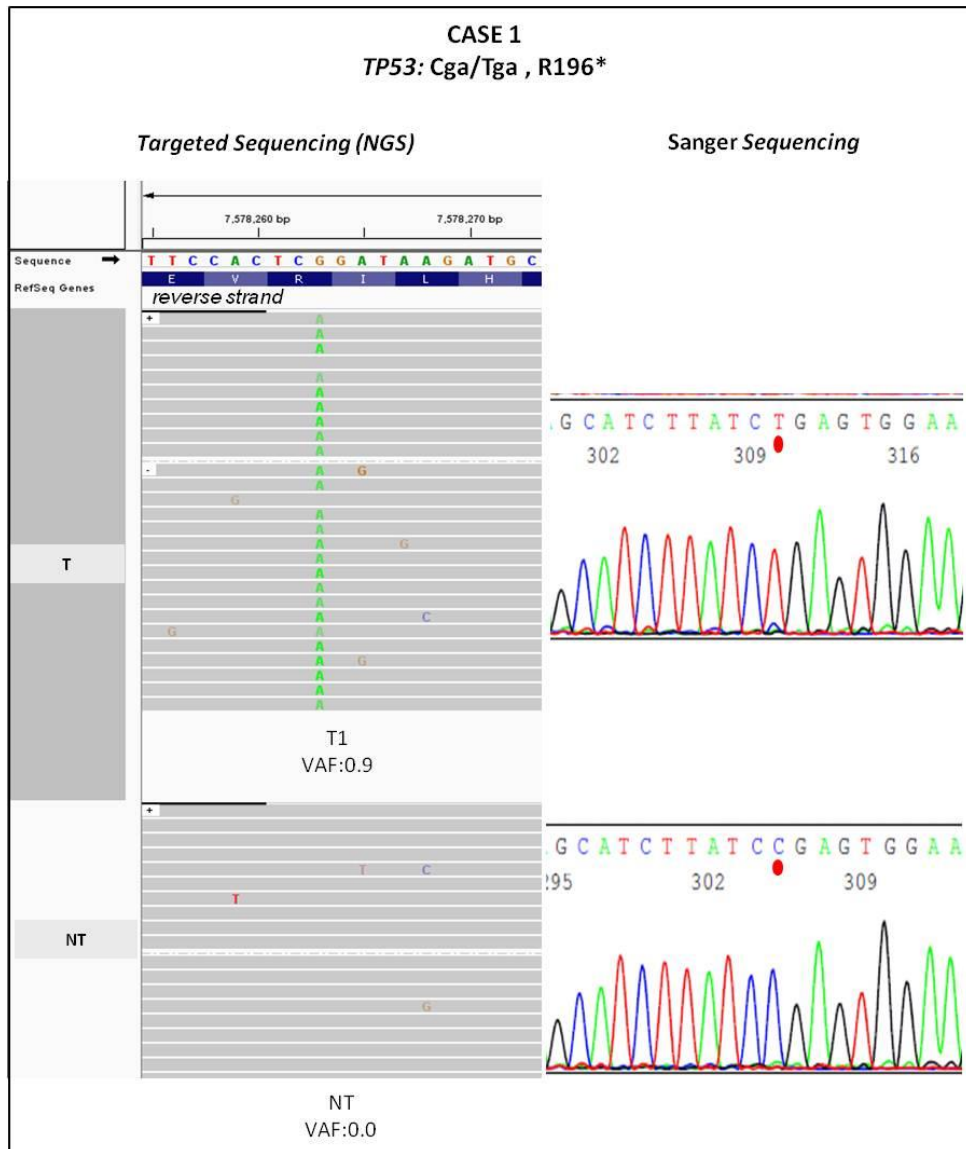 CASE 1
TP53: Cga/Tga , R196*
Targeted Sequencing (NGS)
Sanger Sequencing
7,578,260 bp
7,578,270 bp
Sequence
T T C C A C T C G G A T A A G A T G C
RefSeq Genes
E V R I L H
reverse strand
+
A
A
A
A
A
A
A
A
A
A
-
A G
A
G
A
A
A G
A
A
A
A
A C
G A
A
A G
A
A
A
T
T1
VAF:0.9
G C A T C T T A T C T G A G T G G A A
302 309 316
+
T C
T
NT
G
NT
VAF:0.0
G C A T C T T A T C C G A G T G G A A
295 302 309